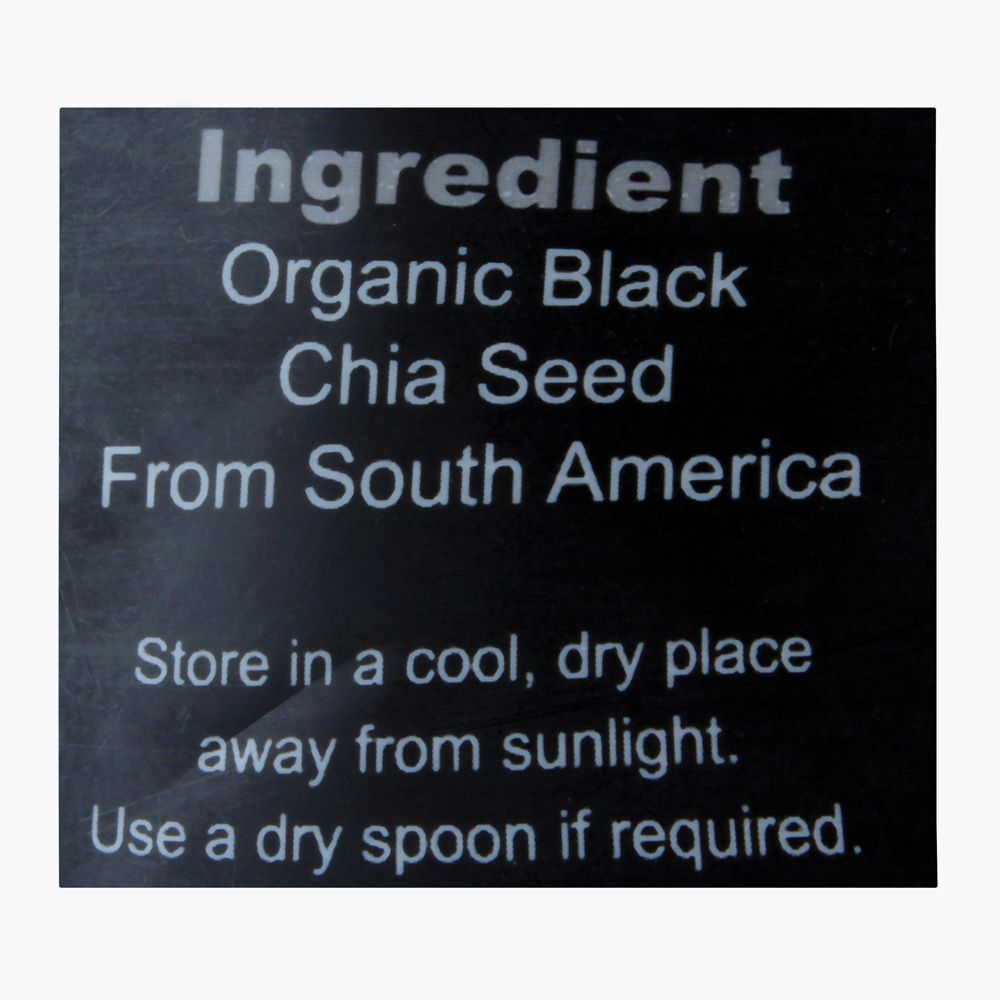 Ingredient
Organic Black
Chia Seed
From South America
Store in a cool, dry place
away from sunlight.
Use a dry spoon if required.